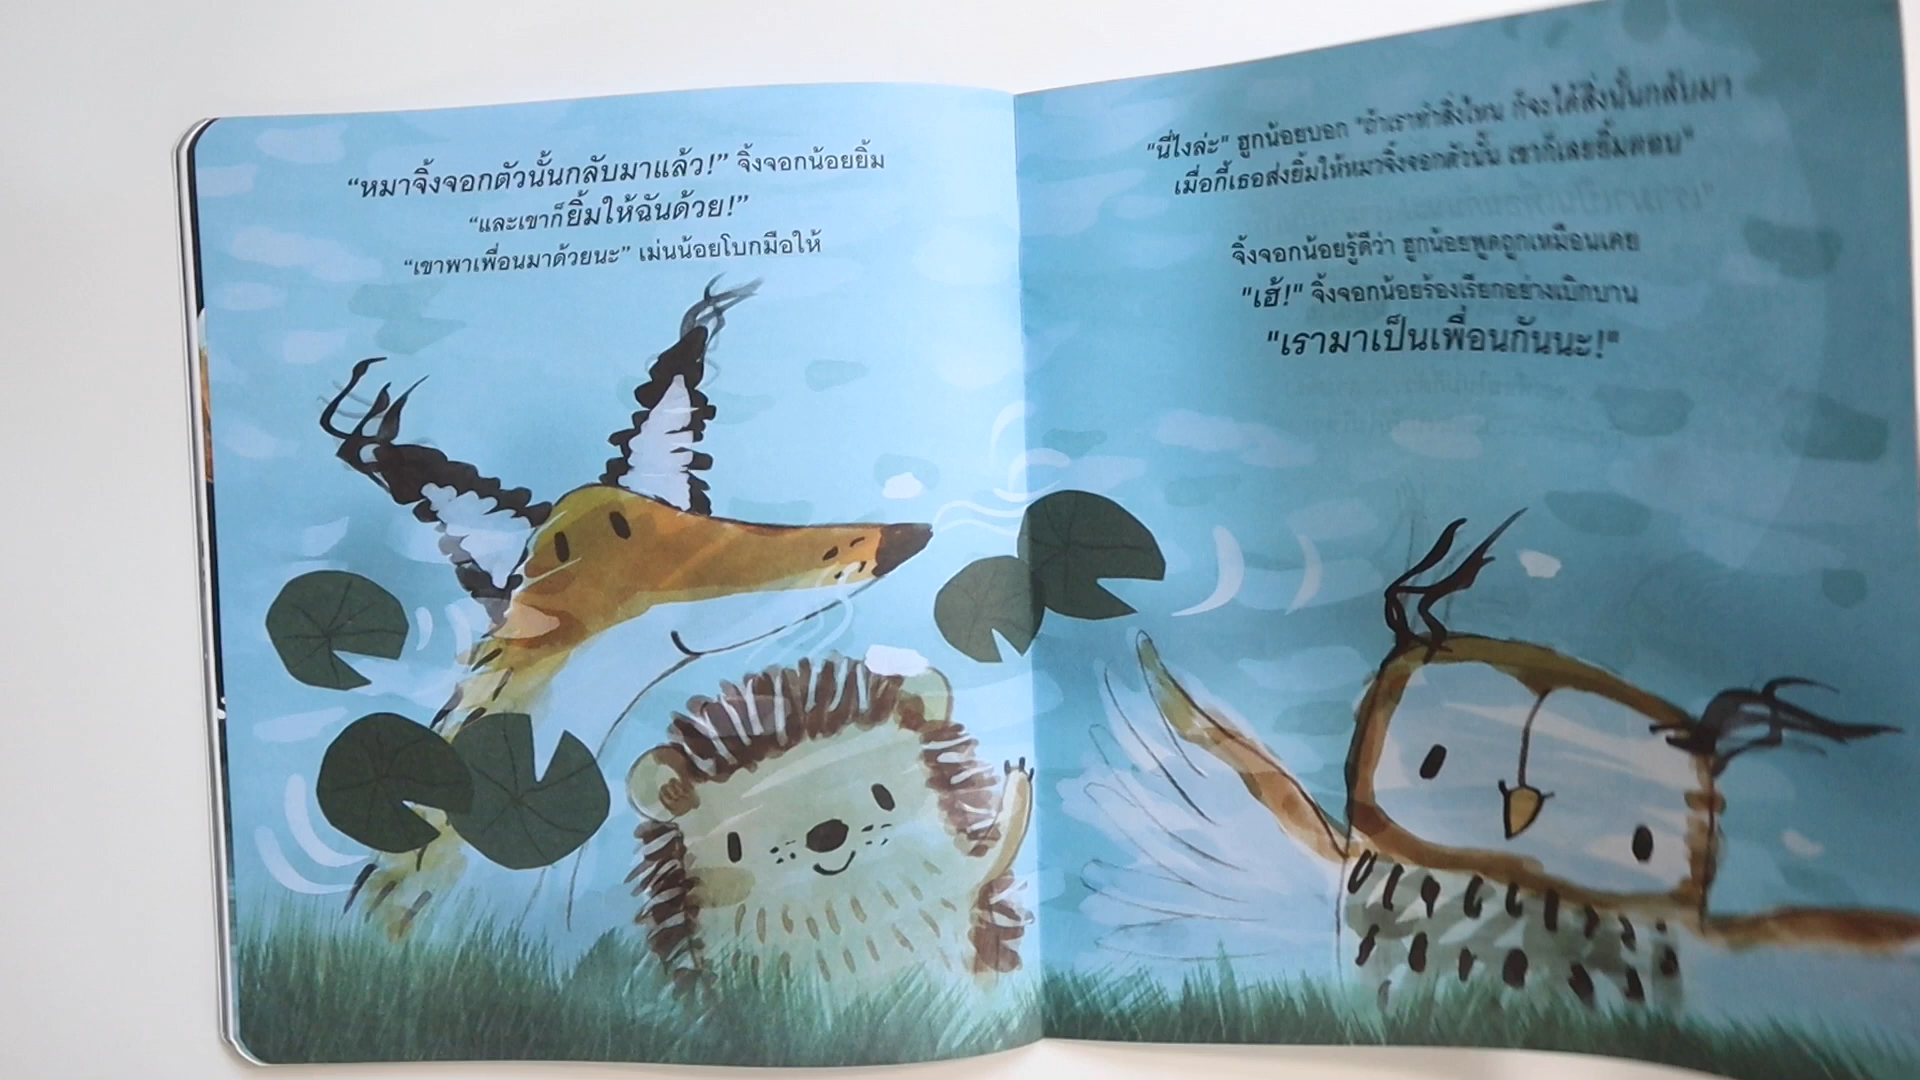 “หมาจิ้งจอกตัวนั้นกลับมาแล้ว!” จิ้งจอกน้อยยิ้ม
“และเขาก็ยิ้มให้ฉันด้วย!”
“เขาพาเพื่อนมาด้วยนะ” เม่นน้อยโบกมือให้
"นี่ไงล่ะ" ฮูกน้อยบอก "ถ้าเราทำสิ่งไหน ก็จะได้สิ่งนั้นกลับมา
เมื่อกี้เธอส่งยิ้มให้หมาจิ้งจอกตัวนั้น เขาก็เลยยิ้มตอบ"
จิ้งจอกน้อยรู้ดีว่า ฮูกน้อยพูดถูกเหมือนเคย
"เฮ้!" จิ้งจอกน้อยร้องเรียกอย่างเบิกบาน
"เรามาเป็นเพื่อนกันนะ!"